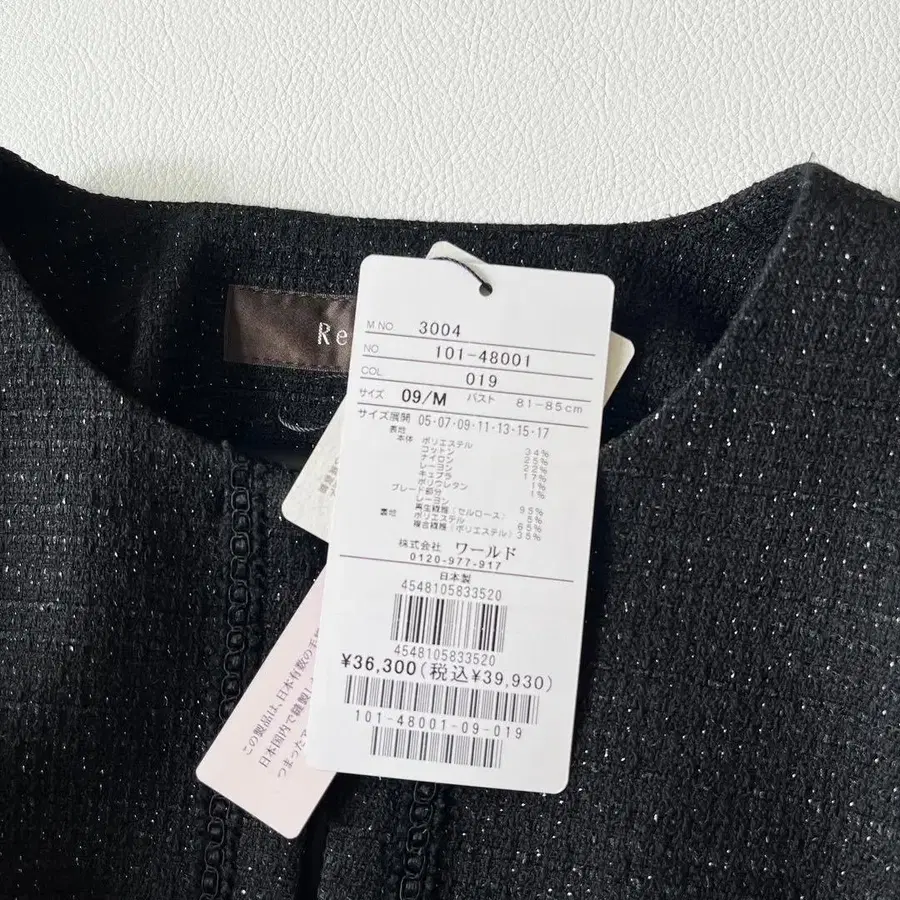 Re
M NO 3004
NO. 101-48001
COL. 019
サイズ 09/M バスト 81-85cm
サイズ展開 05・07・09・11・13・15・17
表地
本体 ポリエステル 34%
コットン 25%
ナイロン 22%
レーヨン 17%
キュプラ 1%
ポリウレタン 1%
ブレード部分
レーヨン 95%
再生繊維(セルロース) 5%
裏地 ポリエステル 65%
複合繊維(ポリエステル) 35%
株式会社 ワールド
0120-977-917
日本製
4548105833520
4548105833520
¥36,300(税込¥39,930)
101-48001-09-019
この製品は、日本有数の手
日本国内で縫製し
つまったア